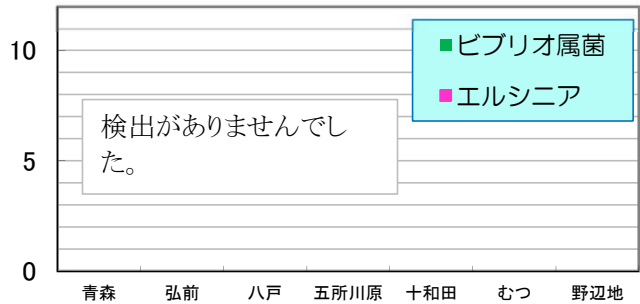 10
ビブリオ属菌
エルシニア
検出がありませんでし
た。
5
0
青森 弘前 八戸 五所川原 十和田 むつ 野辺地